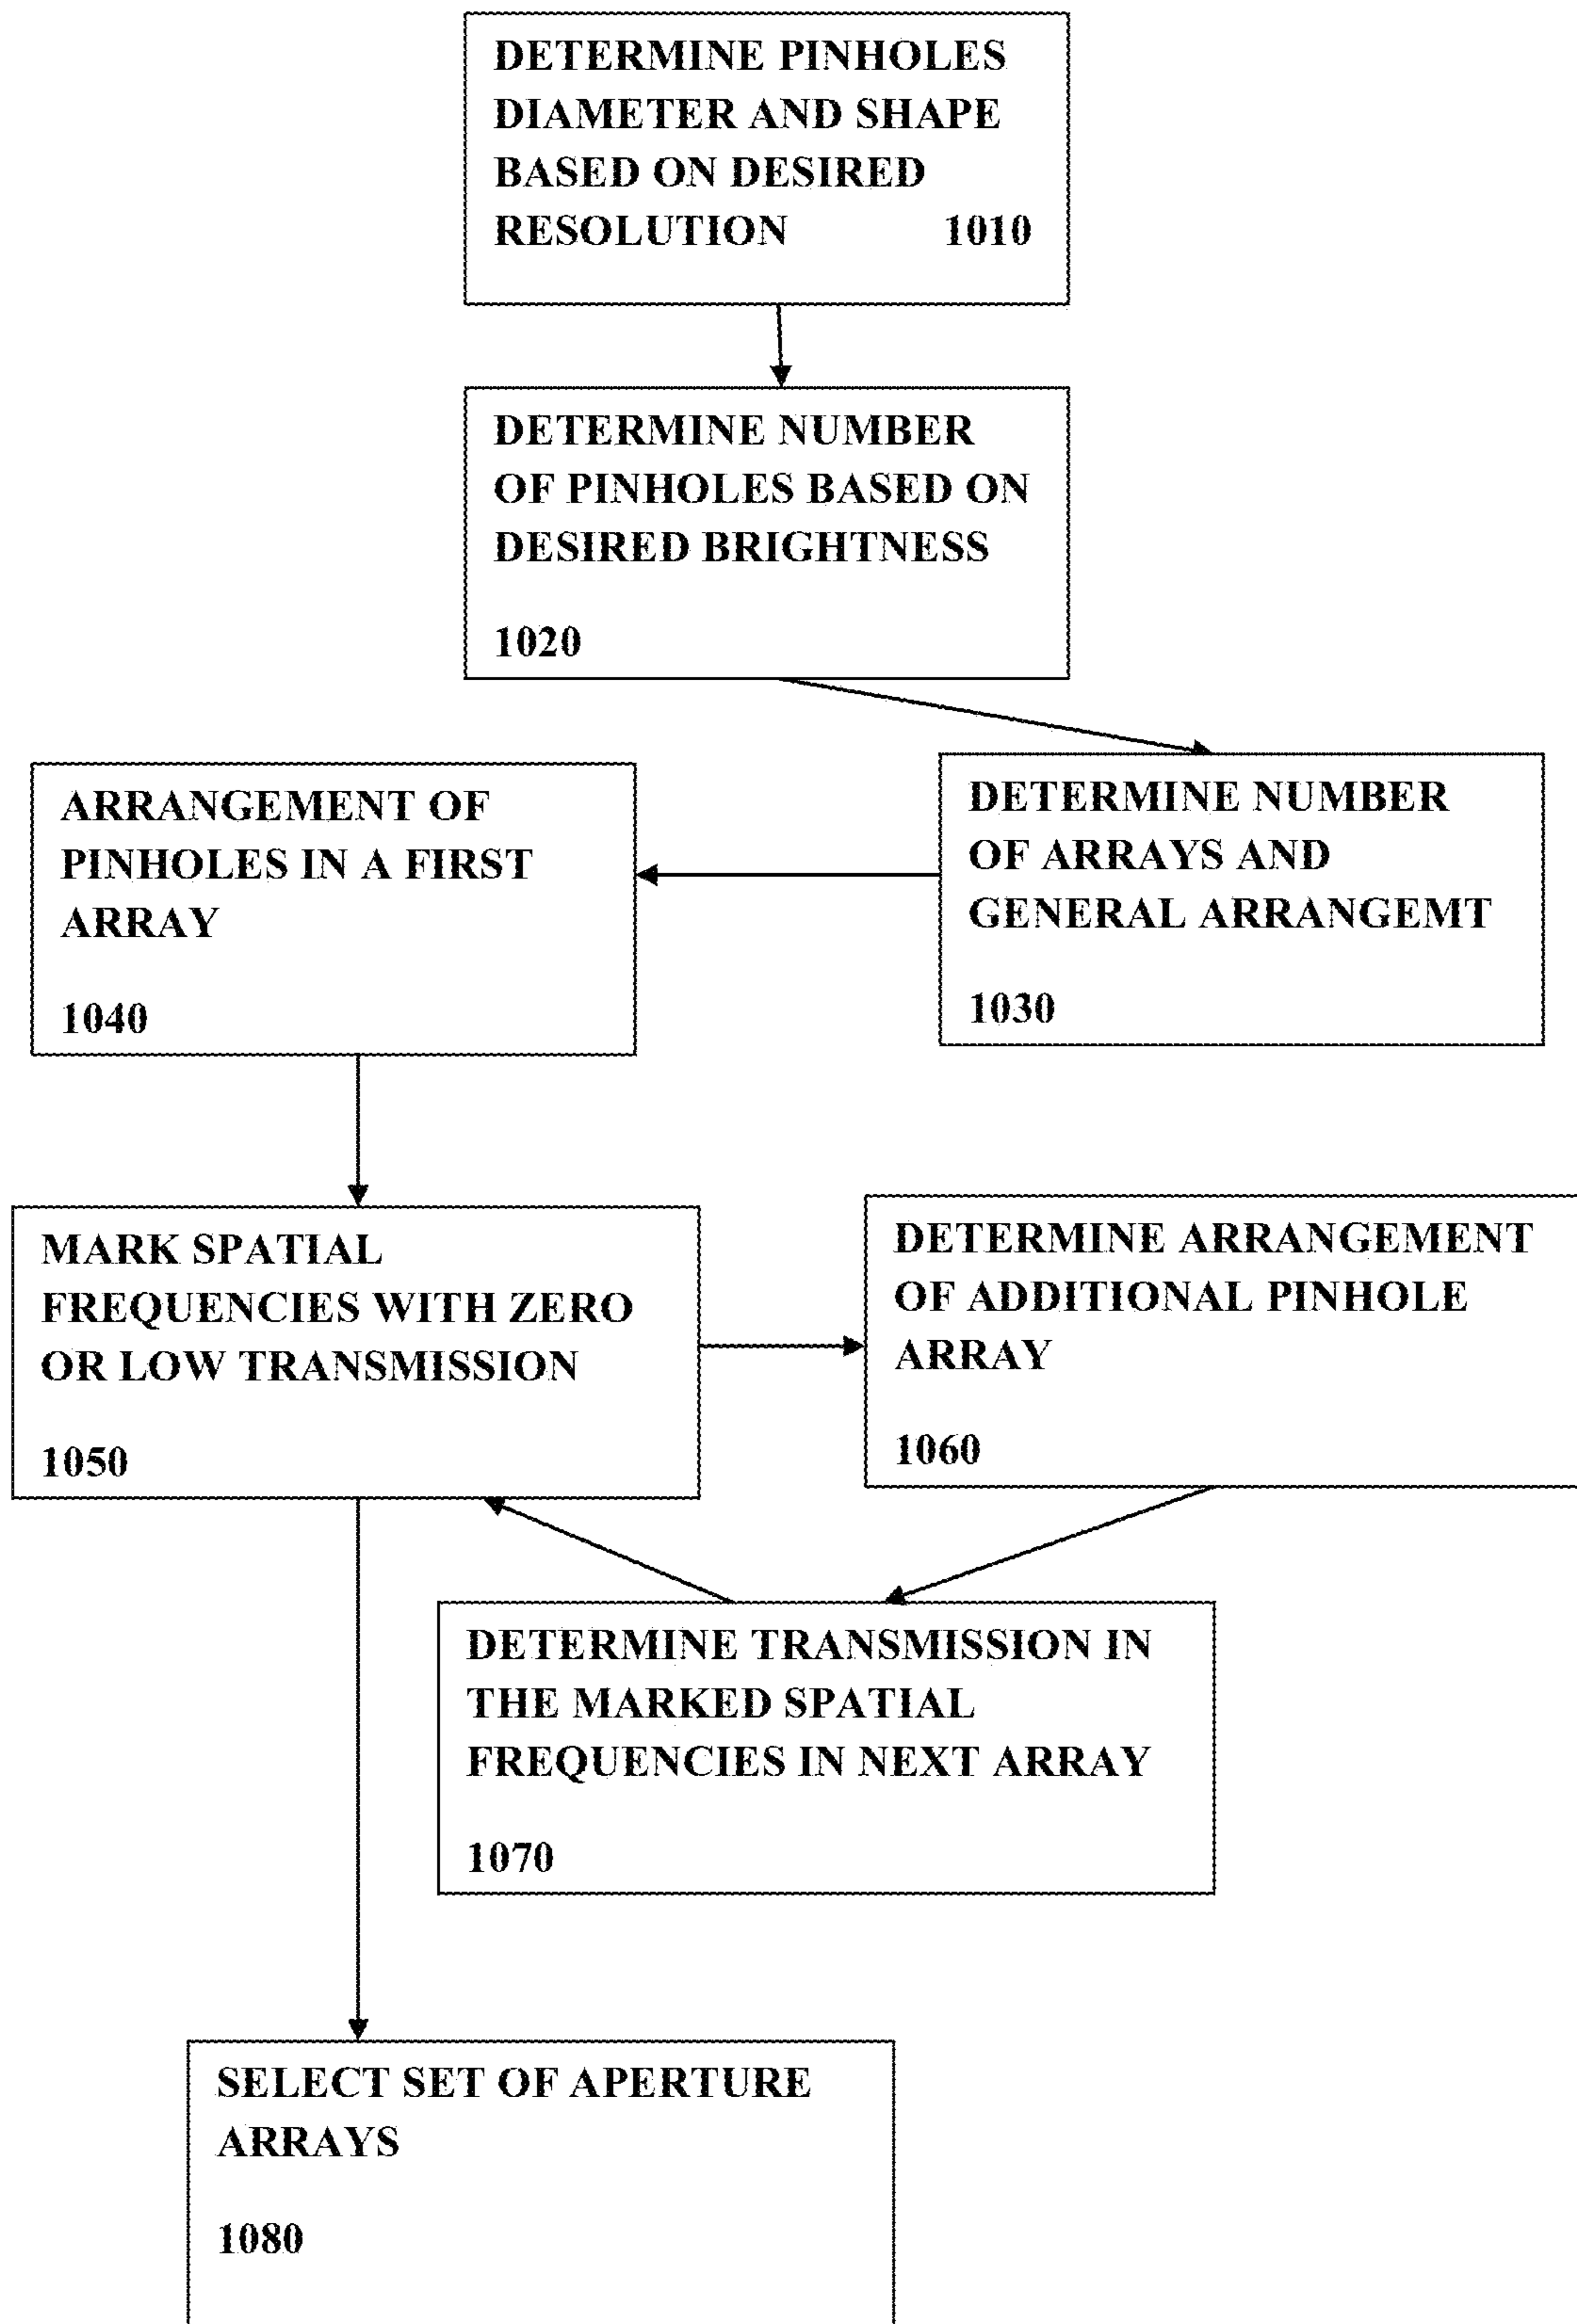 DETERMINE PINHOLES
DIAMETER AND SHAPE
BASED ON DESIRED
RESOLUTION 1010
DETERMINE NUMBER
OF PINHOLES BASED ON
DESIRED BRIGHTNESS
1020
DETERMINE NUMBER
OF ARRAYS AND
GENERAL ARRANGEMT
1030
ARRANGEMENT OF
PINHOLES IN A FIRST
ARRAY
1040
MARK SPATIAL
FREQUENCIES WITH ZERO
OR LOW TRANSMISSION
1050
DETERMINE ARRANGEMENT
OF ADDITIONAL PINHOLE
ARRAY
1060
DETERMINE TRANSMISSION IN
THE MARKED SPATIAL
FREQUENCIES IN NEXT ARRAY
1070
SELECT SET OF APERTURE
ARRAYS
1080